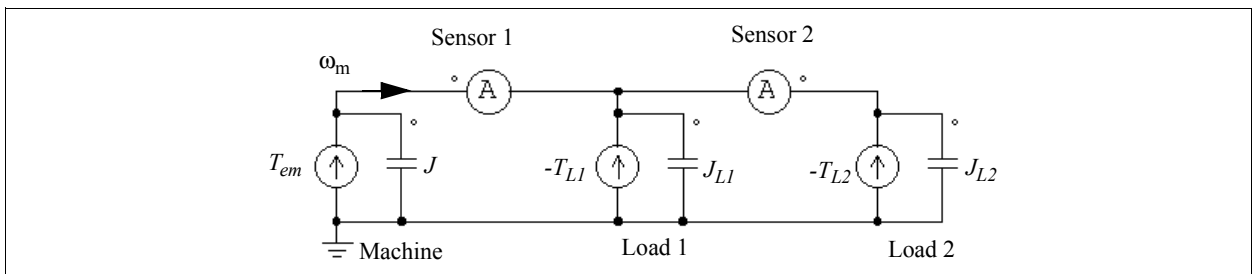 Sensor 1
Sensor 2
ωm
A
A
Tem
J
-TL1
JL1
-TL2
JL2
Machine
Load 1
Load 2